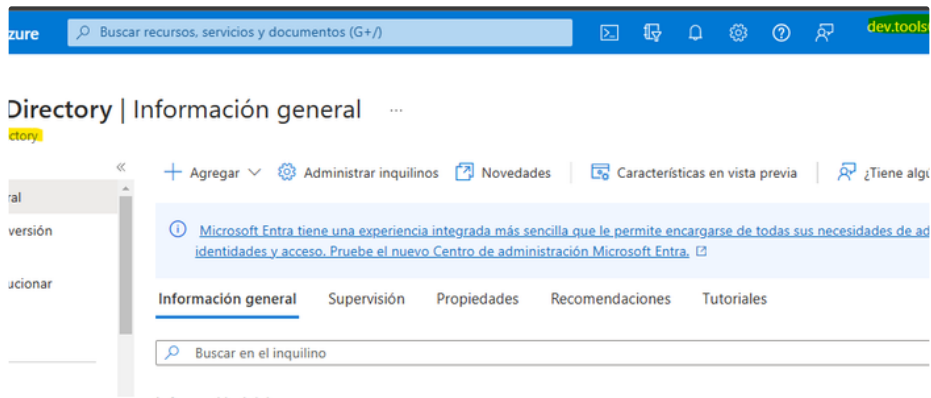 zure Buscar recursos, servicios y documentos (G+/) dev.tools
Directory | Información general ...
ctory
Agregar Administrar inquilinos Novedades Características en vista previa ¿Tiene algú
ral
Microsoft Entra tiene una experiencia integrada más sencilla que le permite encargarse de todas sus necesidades de ad
versión
identidades y acceso. Pruebe el nuevo Centro de administración Microsoft Entra.
ucionar
Información general Supervisión Propiedades Recomendaciones Tutoriales
Buscar en el inquilino